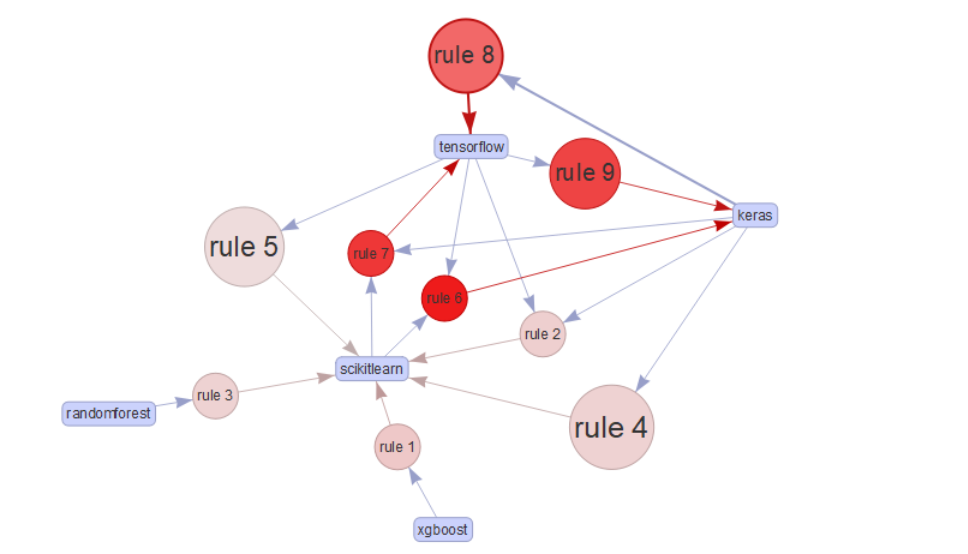 rule 8
tensorflow
rule 9
keras
rule 5
rule 7
rule 6
rule 2
scikitlearn
rule 3
randomforest
rule 4
rule 1
xgboost